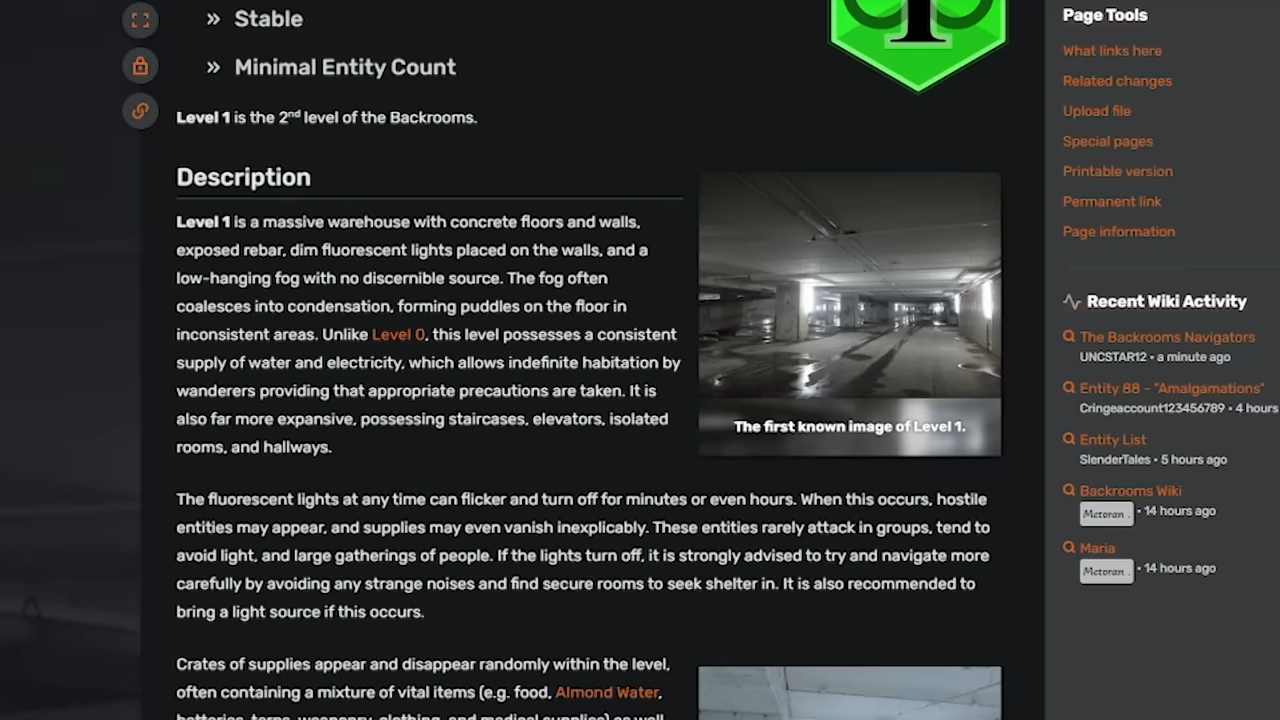 » Stable
» Minimal Entity Count
Level 1 is the 2nd level of the Backrooms.
Description
Level 1 is a massive warehouse with concrete floors and walls,
exposed rebar, dim fluorescent lights placed on the walls, and a
low-hanging fog with no discernible source. The fog often
coalesces into condensation, forming puddles on the floor in
inconsistent areas. Unlike Level 0, this level possesses a consistent
supply of water and electricity, which allows indefinite habitation by
wanderers providing that appropriate precautions are taken. It is
also far more expansive, possessing staircases, elevators, isolated
rooms, and hallways.
The first known image of Level 1.
The fluorescent lights at any time can flicker and turn off for minutes or even hours. When this occurs, hostile
entities may appear, and supplies may even vanish inexplicably. These entities rarely attack in groups, tend to
avoid light, and large gatherings of people. If the lights turn off, it is strongly advised to try and navigate more
carefully by avoiding any strange noises and find secure rooms to seek shelter in. It is also recommended to
bring a light source if this occurs.
Crates of supplies appear and disappear randomly within the level,
often containing a mixture of vital items (e.g. food, Almond Water,
batteries, tarps, weaponry, clothing, and medical supplies) as well
Page Tools
What links here
Related changes
Upload file
Special pages
Printable version
Permanent link
Page information
Recent Wiki Activity
The Backrooms Navigators
UNCSTAR12 • a minute ago
Entity 88 - "Amalgamations"
Cringeaccount123456789 • 4 hours
Entity List
SlenderTales • 5 hours ago
Backrooms Wiki
Metoran . • 14 hours ago
Maria
Metoran . • 14 hours ago